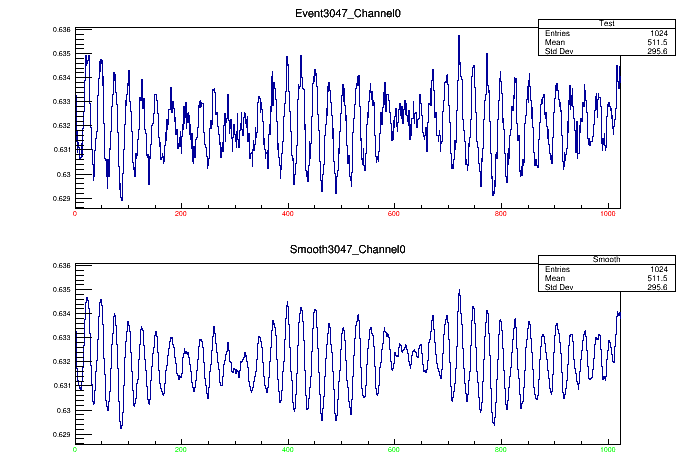 Event3047_Channel0
Test
Entries 1024
Mean 511.5
Std Dev 295.6
0.636
0.635
0.634
0.633
0.632
0.631
0.63
0.629
0 200 400 600 800 1000
Smooth3047_Channel0
Smooth
Entries 1024
Mean 511.5
Std Dev 295.6
0.636
0.635
0.634
0.633
0.632
0.631
0.63
0.629
0 200 400 600 800 1000